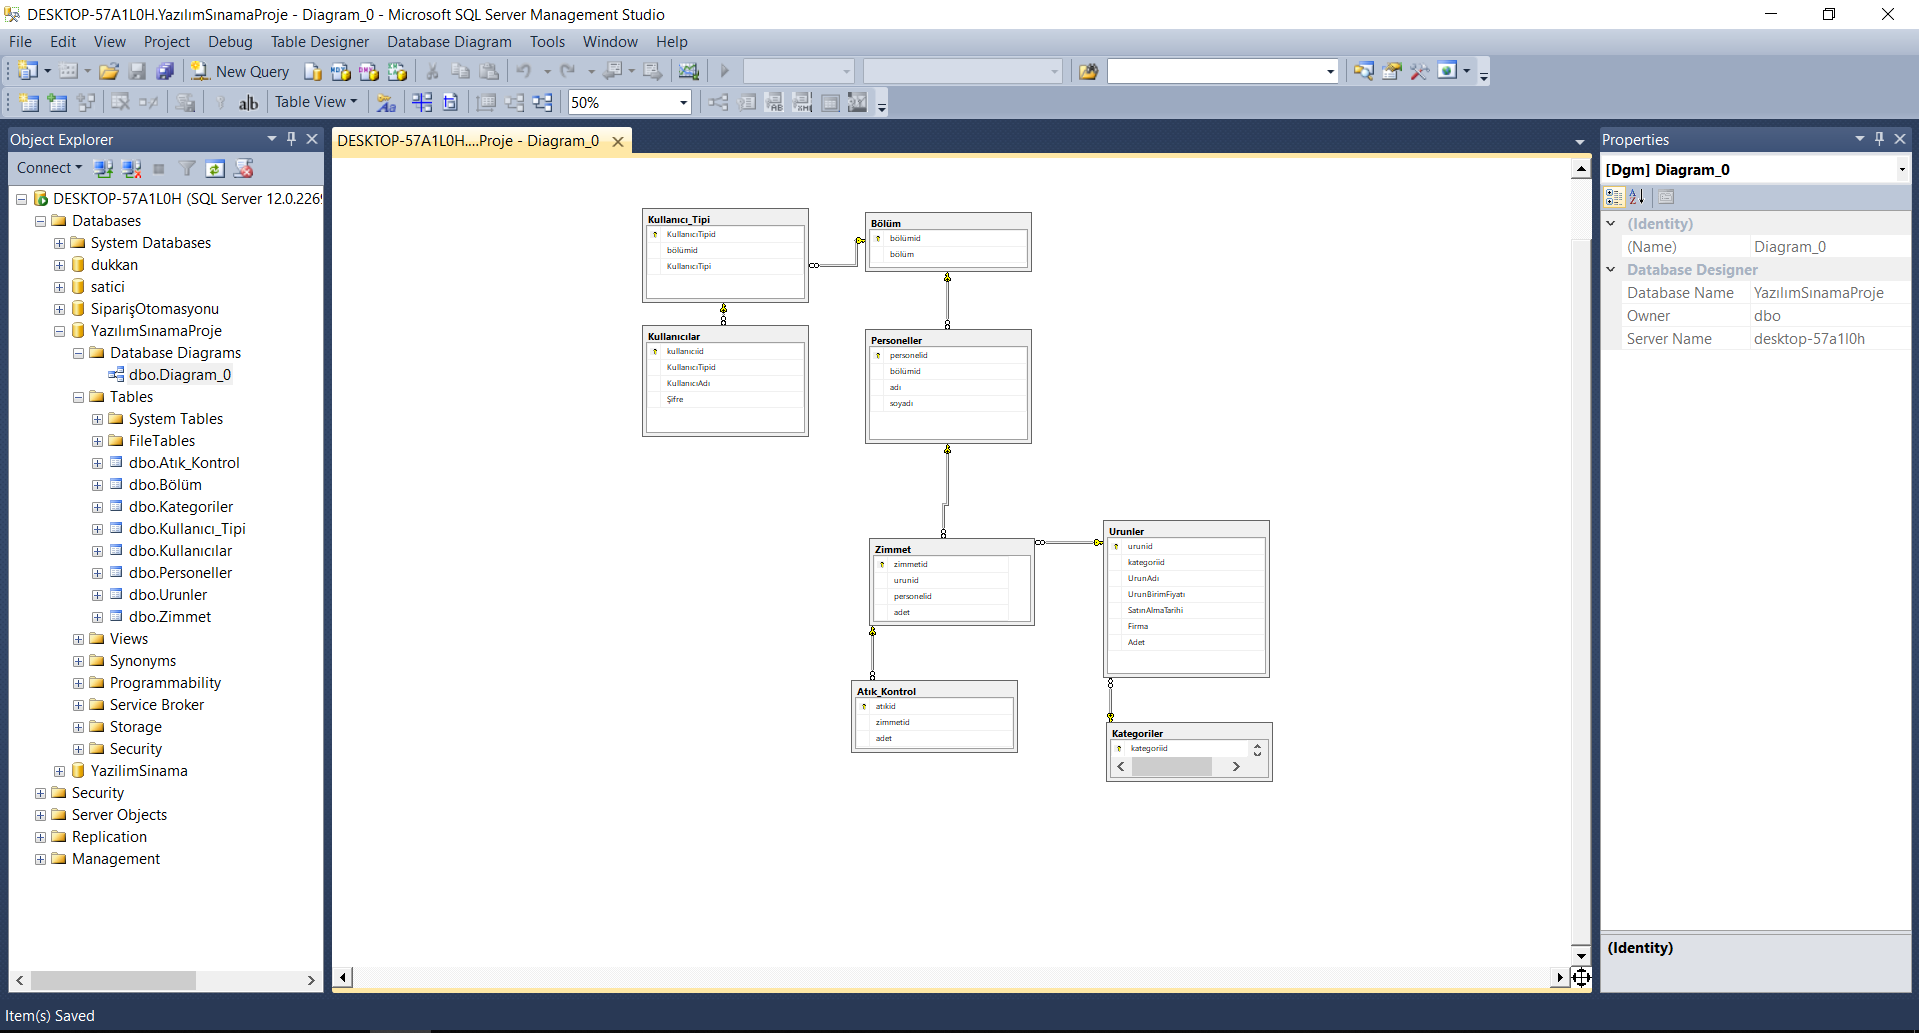 DESKTOP-57A1L0H.YazılımSınamaProje - Diagram_0 - Microsoft SQL Server Management Studio
File Edit View Project Debug Table Designer Database Diagram Tools Window Help
New Query
Table View 50%
Object Explorer
Connect
DESKTOP-57A1L0H (SQL Server 12.0.226
Databases
System Databases
dukkan
satici
SiparişOtomasyonu
YazılımSınamaProje
Database Diagrams
dbo.Diagram_0
Tables
System Tables
FileTables
dbo.Atık_Kontrol
dbo.Bölüm
dbo.Kategoriler
dbo.Kullanıcı_Tipi
dbo.Kullanıcılar
dbo.Personeller
dbo.Urunler
dbo.Zimmet
Views
Synonyms
Programmability
Service Broker
Storage
Security
YazilimSinama
Security
Server Objects
Replication
Management
DESKTOP-57A1L0H....Proje - Diagram_0
Kullanıcı_Tipi
KullanıcıTipid
bölümid
KullanıcıTipi
Bölüm
bölümid
bölüm
Kullanıcılar
kullanıcıid
KullanıcıTipid
KullanıcıAdı
Şifre
Personeller
personelid
bölümid
adı
soyadı
Zimmet
zimmetid
urunid
personelid
adet
Urunler
urunid
kategoriid
UrunAdı
UrunBirimFiyatı
SatınAlmaTarihi
Firma
Adet
Atık_Kontrol
atıkid
zimmetid
adet
Kategoriler
kategoriid
Properties
[Dgm] Diagram_0
(Identity)
(Name) Diagram_0
Database Designer
Database Name YazılımSınamaProje
Owner dbo
Server Name desktop-57a1l0h
(Identity)
Item(s) Saved